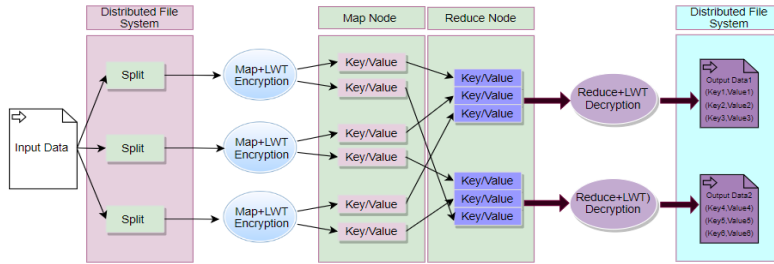 Distributed File
System
Map Node
Reduce Node
Distributed File
System
Input Data
Split
Split
Split
Map+LWT
Encryption
Map+LWT
Encryption
Map+LWT
Encryption
Key/Value
Key/Value
Key/Value
Key/Value
Key/Value
Key/Value
Key/Value
Key/Value
Key/Value
Key/Value
Key/Value
Key/Value
Reduce+LWT
Decryption
Reduce+LWT)
Decryption
Output Data1
(Key1,Value1)
(Key2,Value2)
(Key3,Value3)
Output Data2
(Key4,Value4)
(Key5,Value5)
(Key6,Value6)